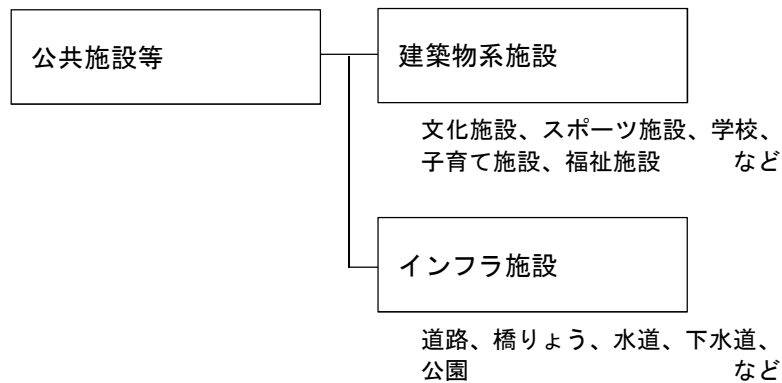 公共施設等
建築物系施設
文化施設、スポーツ施設、学校、
子育て施設、福祉施設　　　など
インフラ施設
道路、橋りょう、水道、下水道、
公園　　　　　　　　　　　など